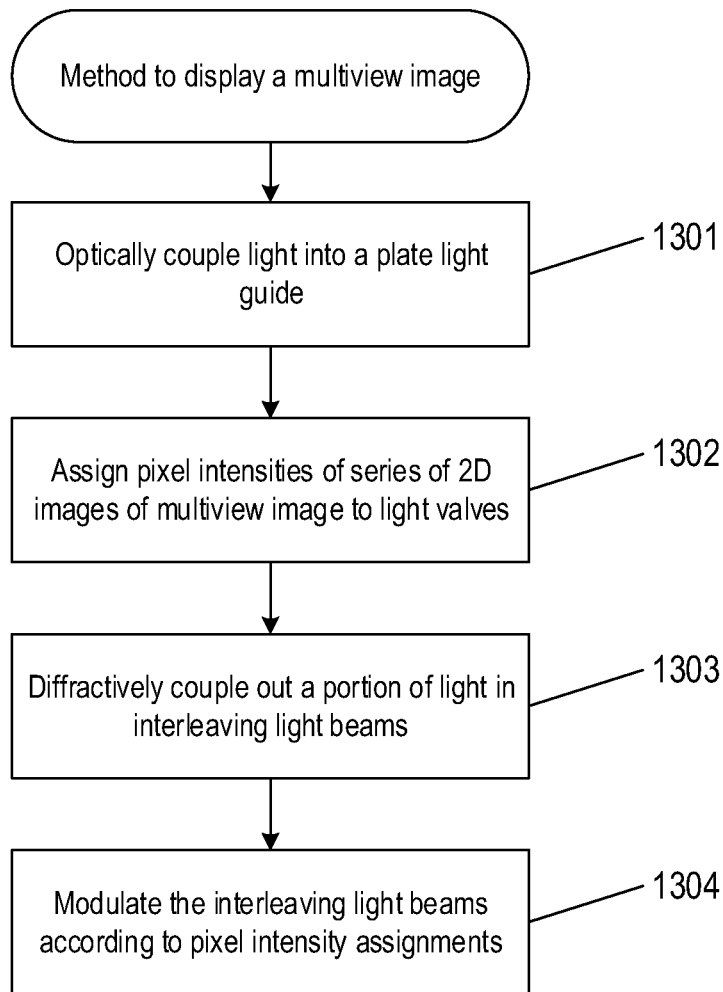 Method to display a multiview image
Optically couple light into a plate light
guide
1301
Assign pixel intensities of series of 2D
images of multiview image to light valves
1302
Diffractively couple out a portion of light in
interleaving light beams
1303
Modulate the interleaving light beams
according to pixel intensity assignments
1304